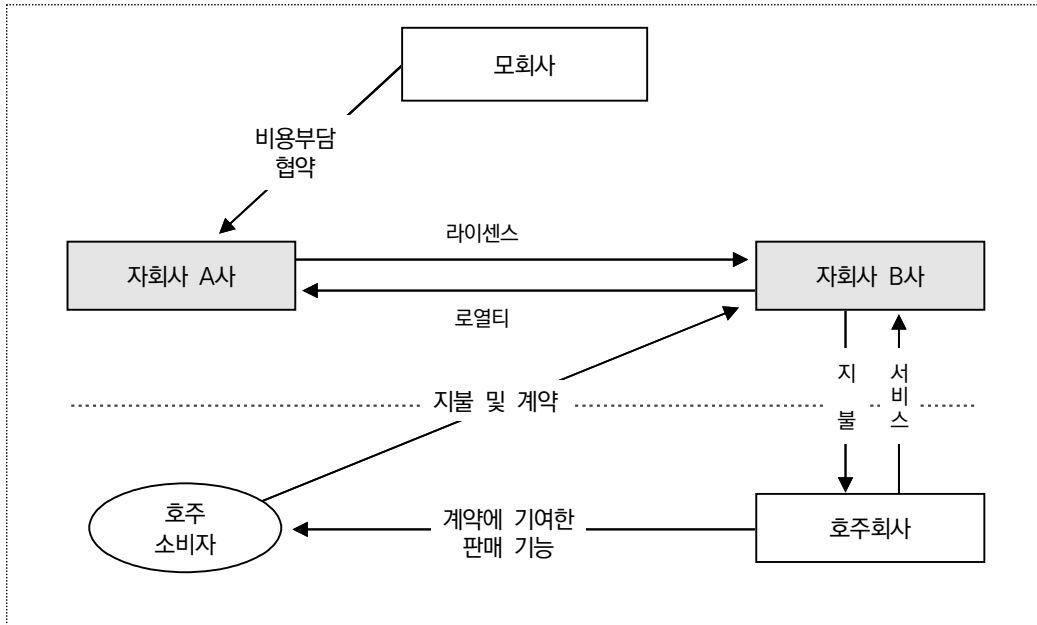 모회사
비용부담
협약
라이센스
자회사 A사
자회사 B사
로열티
지불
서비스
지불 및 계약
호주
소비자
계약에 기여한
판매 기능
호주회사